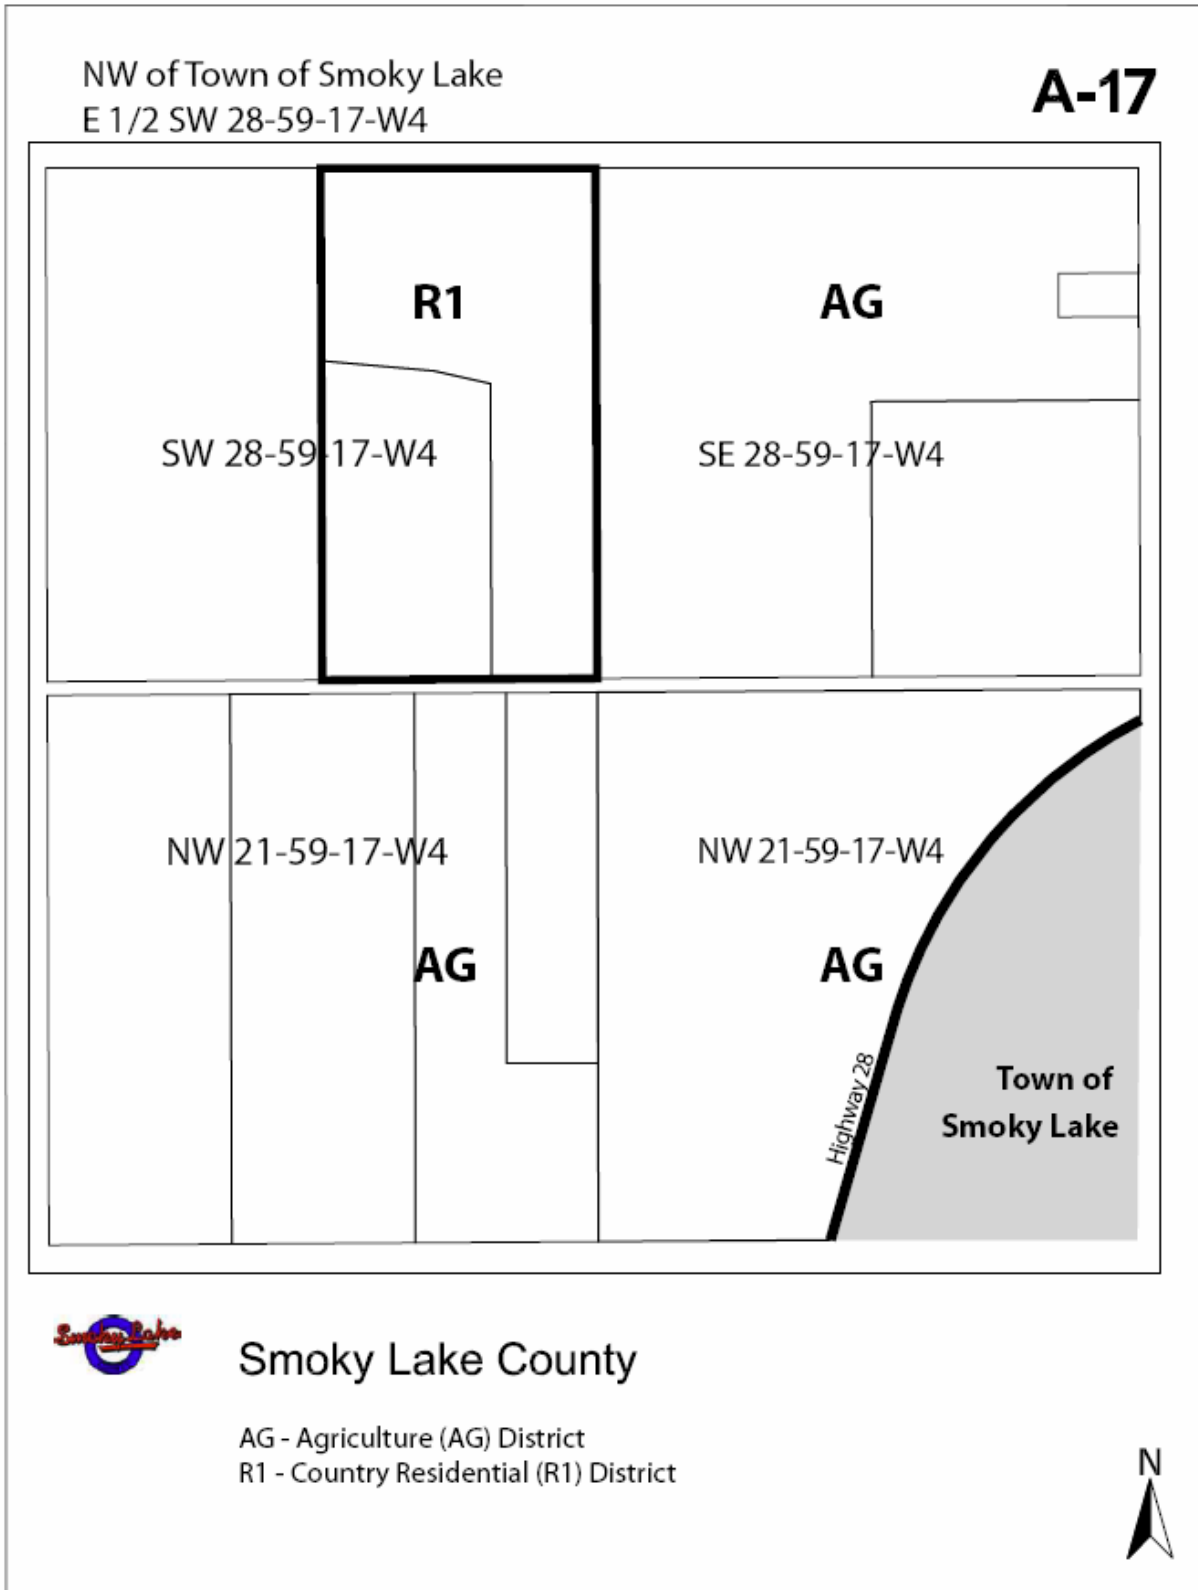 NW of Town of Smoky Lake
E 1/2 SW 28-59-17-W4
A-17
R1
AG
SW 28-59-17-W4
SE 28-59-17-W4
NW 21-59-17-W4
NW 21-59-17-W4
AG
AG
Highway 28
Town of
Smoky Lake
Smoky Lake
Smoky Lake County
AG - Agriculture (AG) District
R1 - Country Residential (R1) District
N